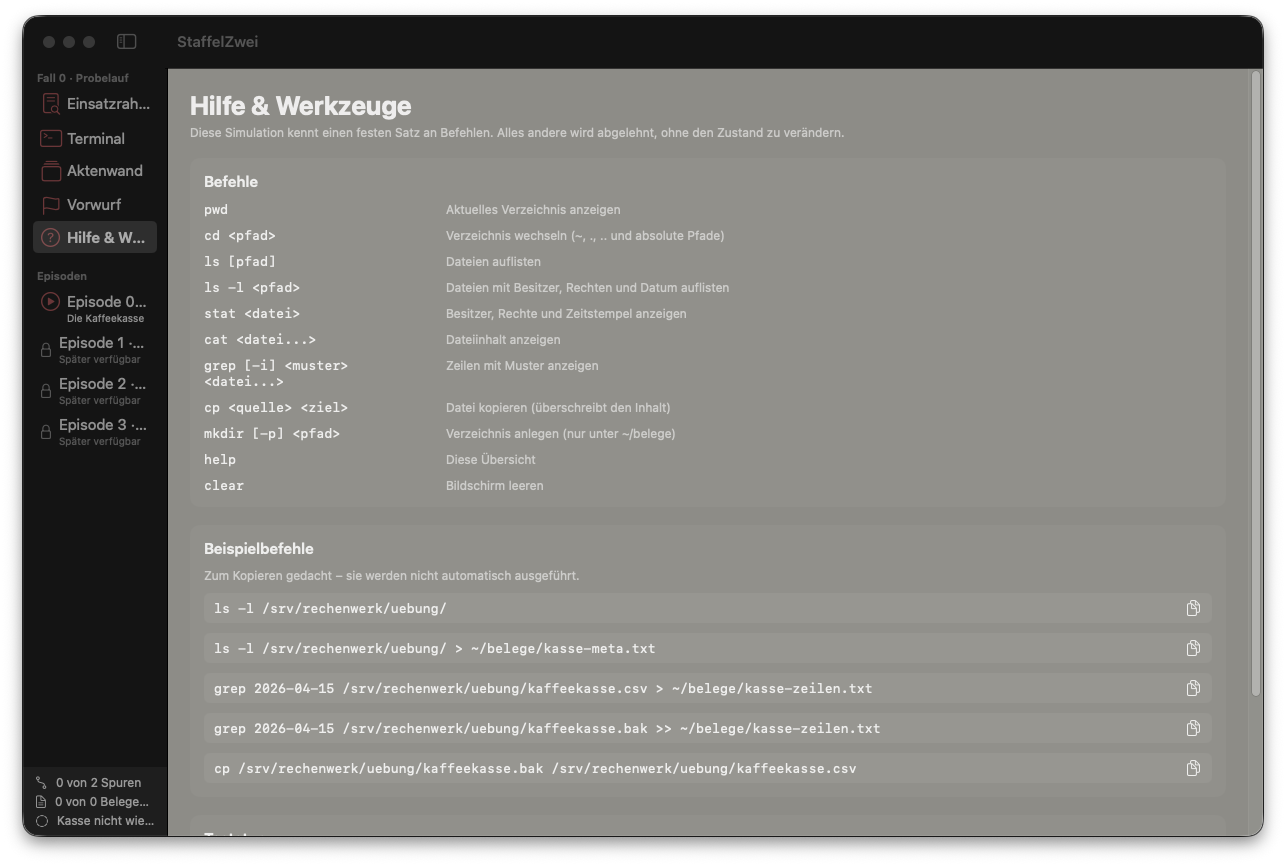 StaffelZwei
Fall 0 · Probelauf
Einsatzrah...
Terminal
Aktenwand
Vorwurf
Hilfe & W...
Episoden
Episode 0...
Die Kaffeekasse
Episode 1 ·...
Später verfügbar
Episode 2 ·...
Später verfügbar
Episode 3 ·...
Später verfügbar
0 von 2 Spuren
0 von 0 Belege...
Kasse nicht wie...
Hilfe & Werkzeuge
Diese Simulation kennt einen festen Satz an Befehlen. Alles andere wird abgelehnt, ohne den Zustand zu verändern.
Befehle
pwd Aktuelles Verzeichnis anzeigen
cd <pfad> Verzeichnis wechseln (~, ., .. und absolute Pfade)
ls [pfad] Dateien auflisten
ls -l <pfad> Dateien mit Besitzer, Rechten und Datum auflisten
stat <datei> Besitzer, Rechte und Zeitstempel anzeigen
cat <datei...> Dateiinhalt anzeigen
grep [-i] <muster> Zeilen mit Muster anzeigen
<datei...>
cp <quelle> <ziel> Datei kopieren (überschreibt den Inhalt)
mkdir [-p] <pfad> Verzeichnis anlegen (nur unter ~/belege)
help Diese Übersicht
clear Bildschirm leeren
Beispielbefehle
Zum Kopieren gedacht – sie werden nicht automatisch ausgeführt.
ls -l /srv/rechenwerk/uebung/
ls -l /srv/rechenwerk/uebung/ > ~/belege/kasse-meta.txt
grep 2026-04-15 /srv/rechenwerk/uebung/kaffeekasse.csv > ~/belege/kasse-zeilen.txt
grep 2026-04-15 /srv/rechenwerk/uebung/kaffeekasse.bak >> ~/belege/kasse-zeilen.txt
cp /srv/rechenwerk/uebung/kaffeekasse.bak /srv/rechenwerk/uebung/kaffeekasse.csv